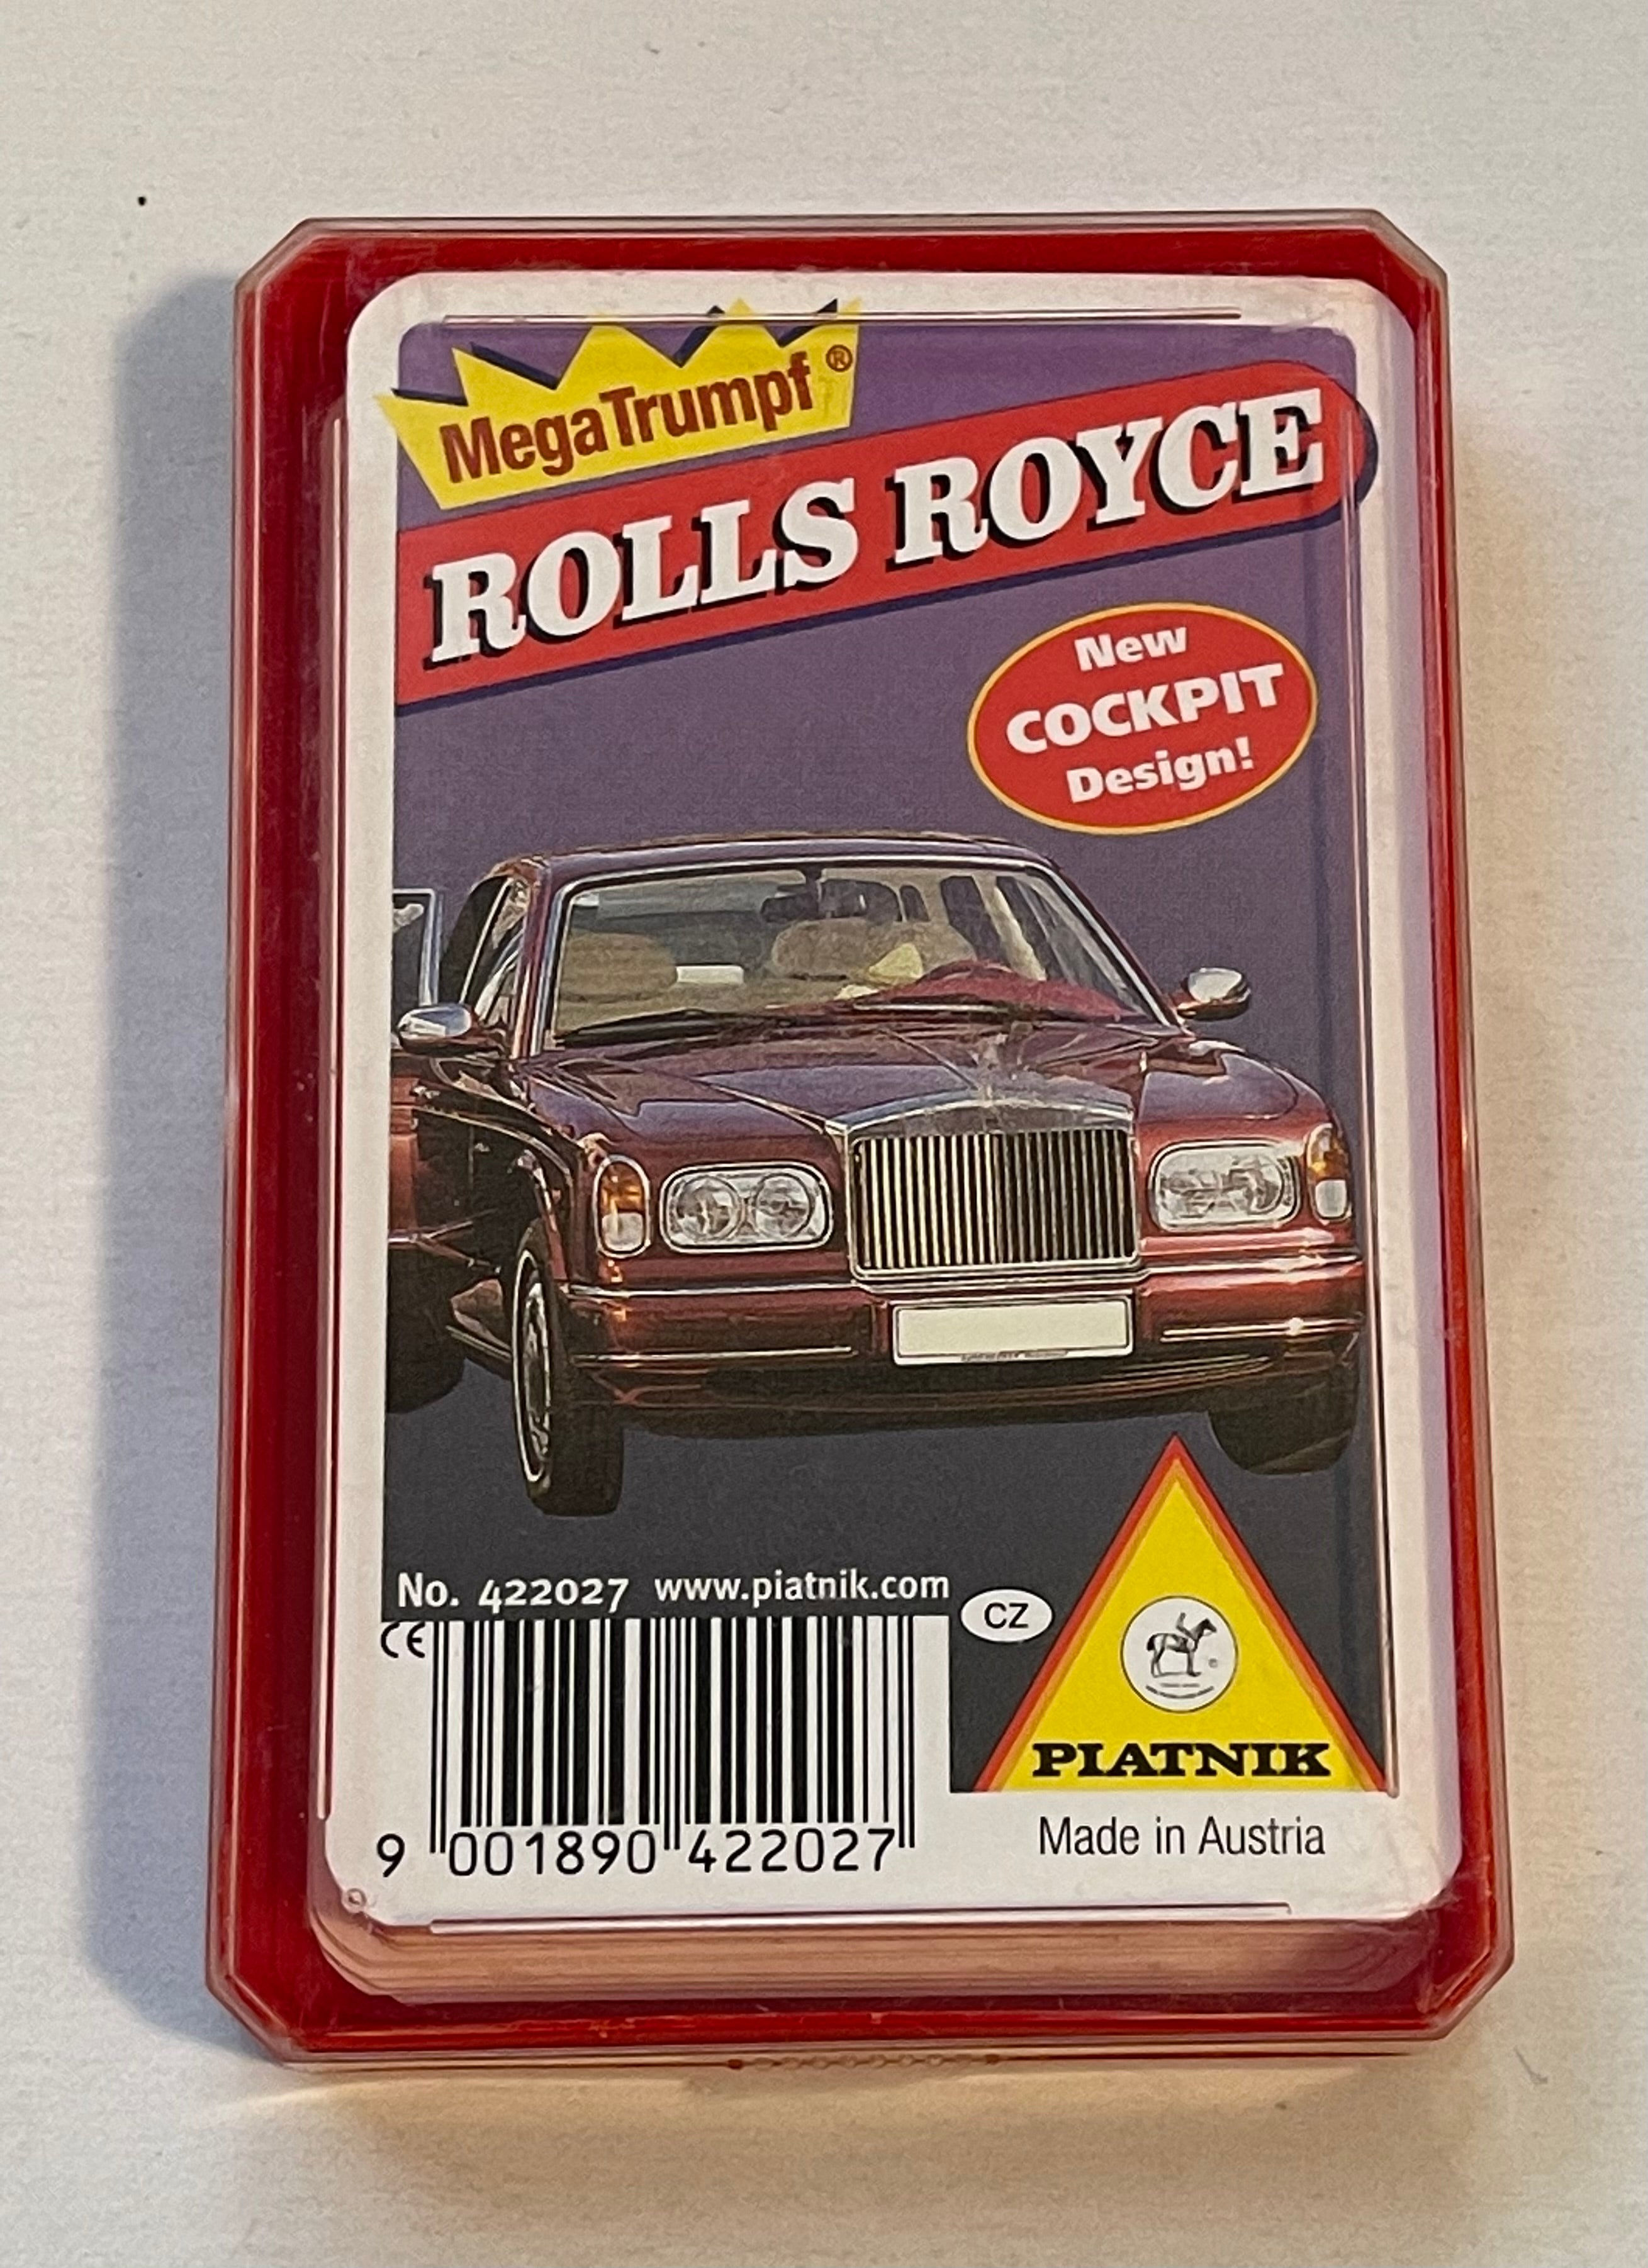 MegaTrumpf®
ROLLS ROYCE
New
COCKPIT
Design!
No. 422027 www.piatnik.com
CE
CZ
PIATNIK
9 001890 422027
Made in Austria